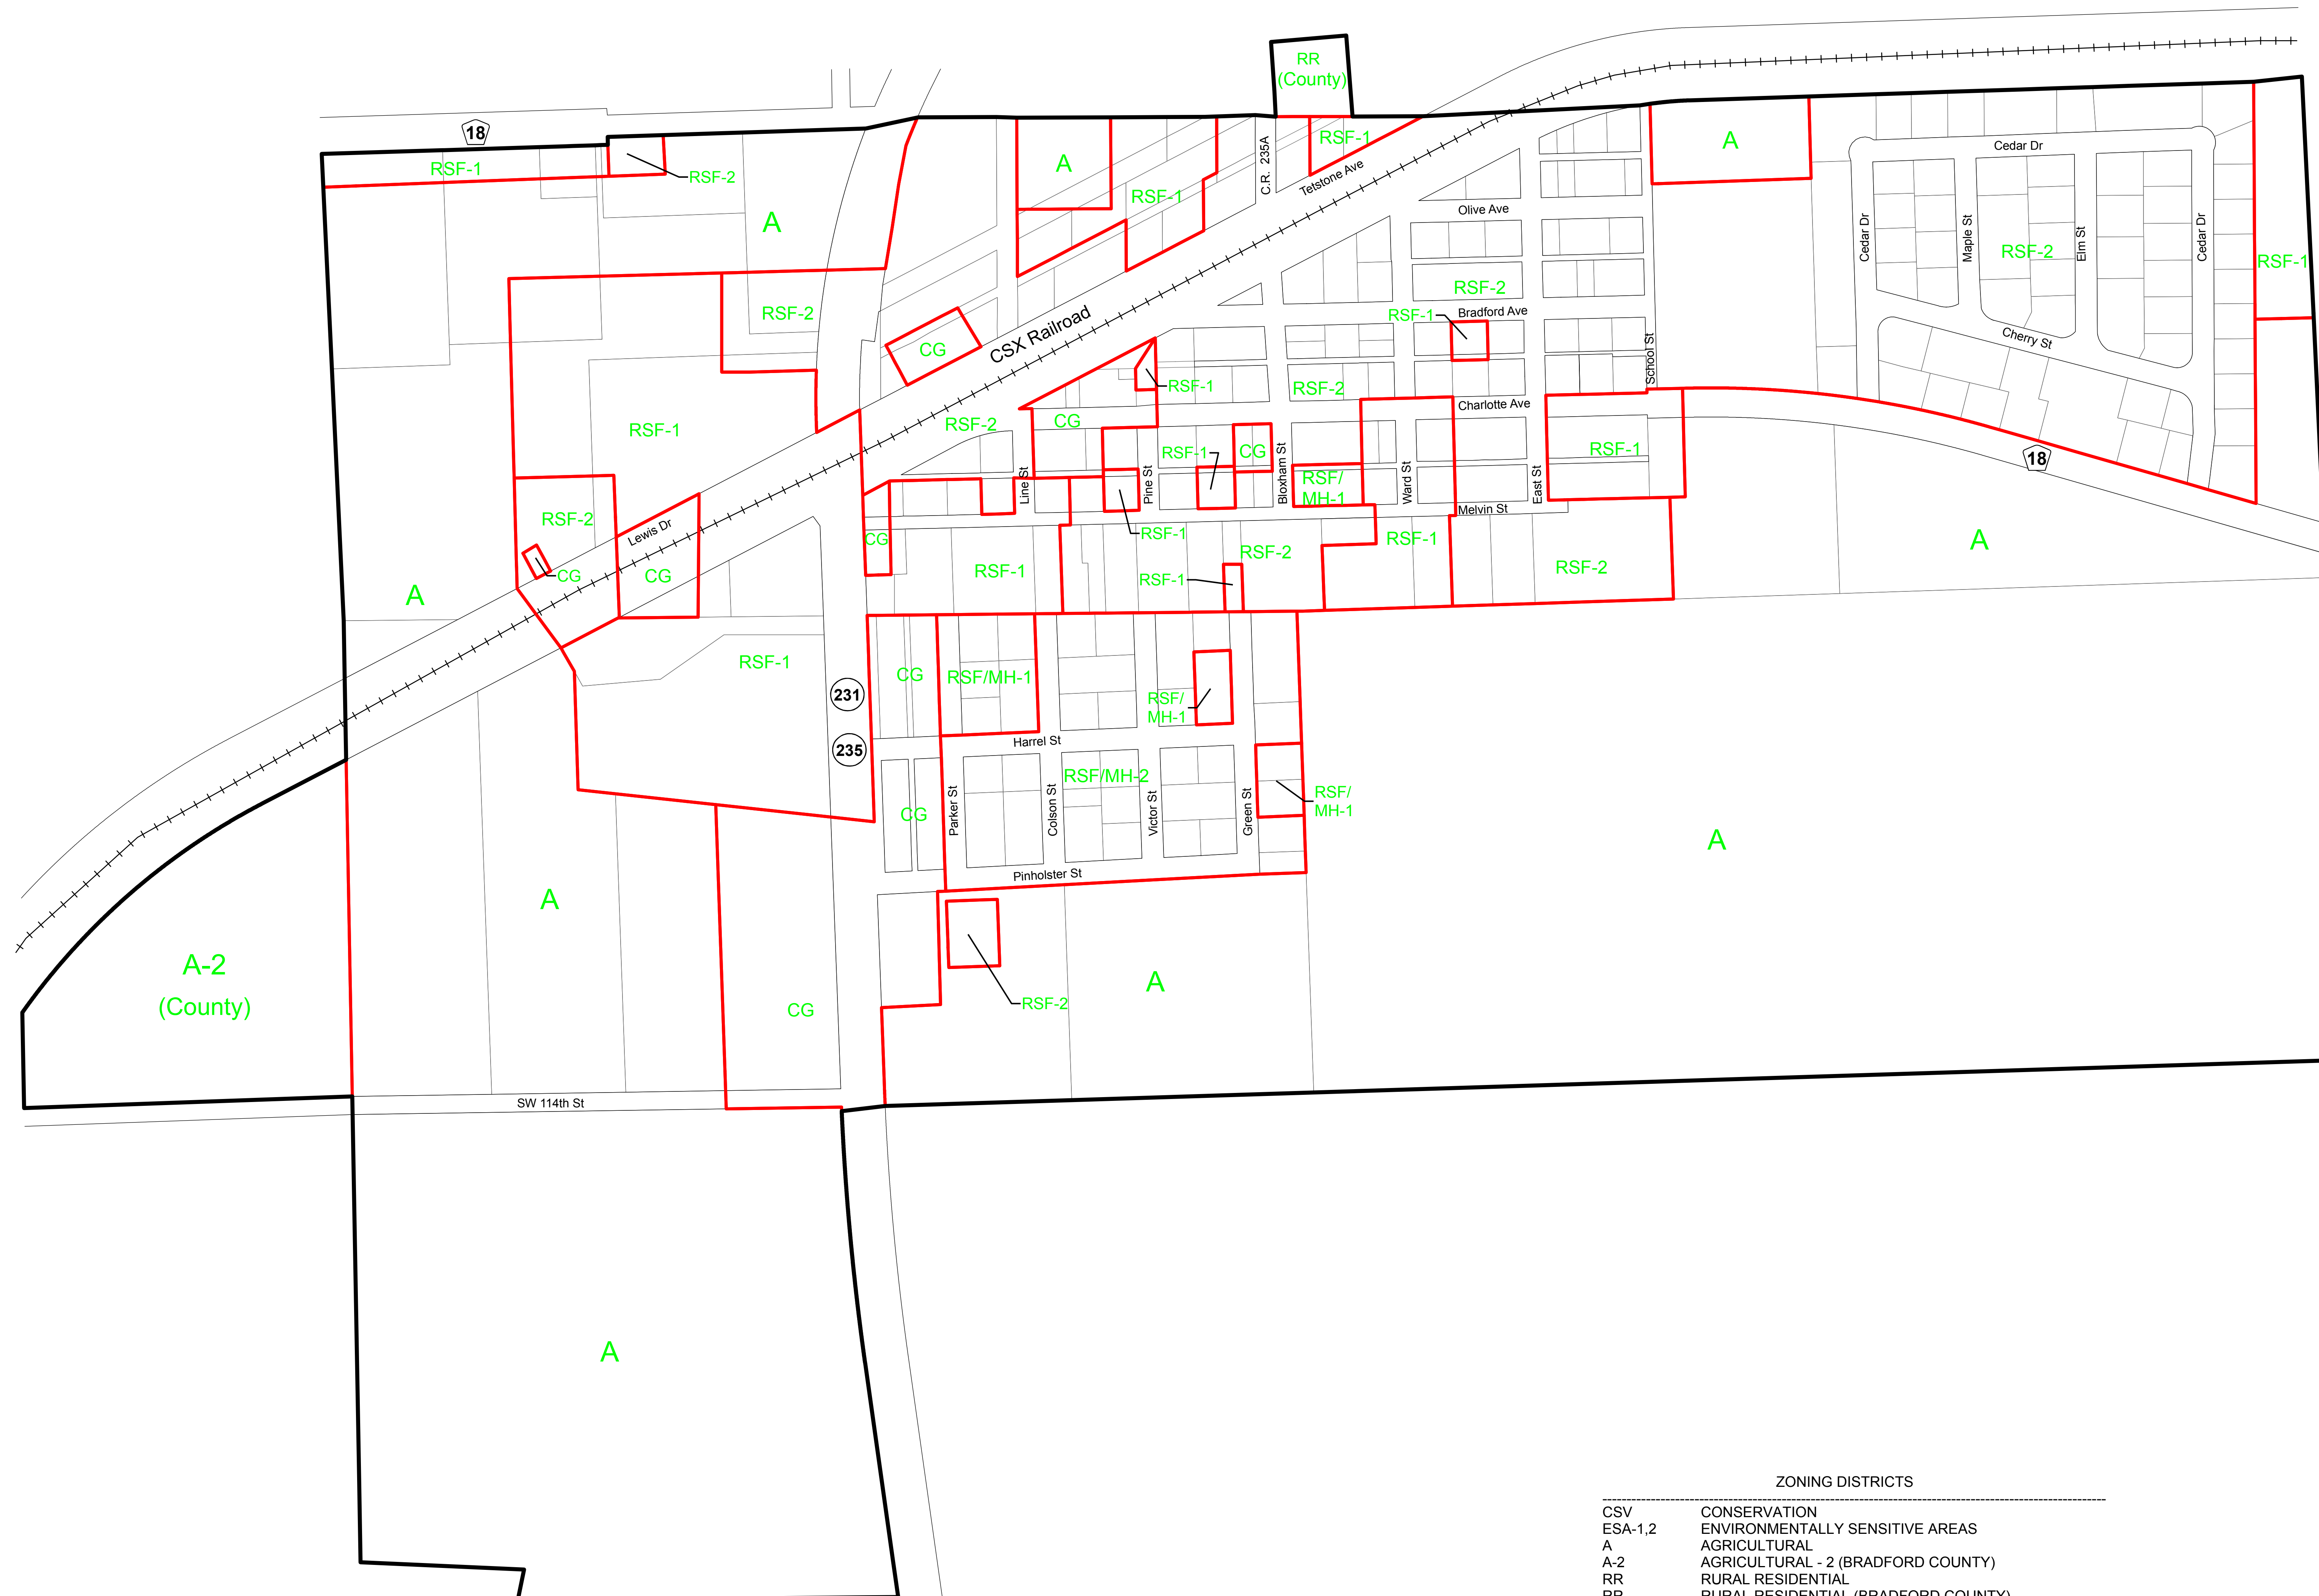 RR
(County)
18
RSF-1
RSF-2
A
A
RSF-1
C.R. 235A
RSF-1
Tetstone Ave
A
Cedar Dr
Olive Ave
Cedar Dr
Maple St
RSF-2
Elm St
Cedar Dr
RSF-1
RSF-2
RSF-2
CG
CSX Railroad
RSF-1
Bradford Ave
School St
Cherry St
RSF-1
RSF-2
RSF-1
RSF-2
CG
Charlotte Ave
RSF-1
CG
RSF-1
18
RSF-2
Lewis Dr
Line St
Pine St
Bloxham St
RSF/
MH-1
Ward St
East St
Melvin St
CG
CG
A
CG
RSF-1
RSF-1
RSF-1
RSF-2
RSF-1
RSF-2
A
RSF-1
231
235
CG
RSF/MH-1
RSF/
MH-1
Harrel St
RSF/MH-2
CG
Parker St
Colson St
Victor St
Green St
RSF/
MH-1
A
Pinholster St
A
A-2
(County)
CG
RSF-2
A
SW 114th St
A
ZONING DISTRICTS
CSV CONSERVATION
ESA-1,2 ENVIRONMENTALLY SENSITIVE AREAS
A AGRICULTURAL
A-2 AGRICULTURAL - 2 (BRADFORD COUNTY)
RR RURAL RESIDENTIAL
RR RURAL RESIDENTIAL (BRADFORD COUNTY)